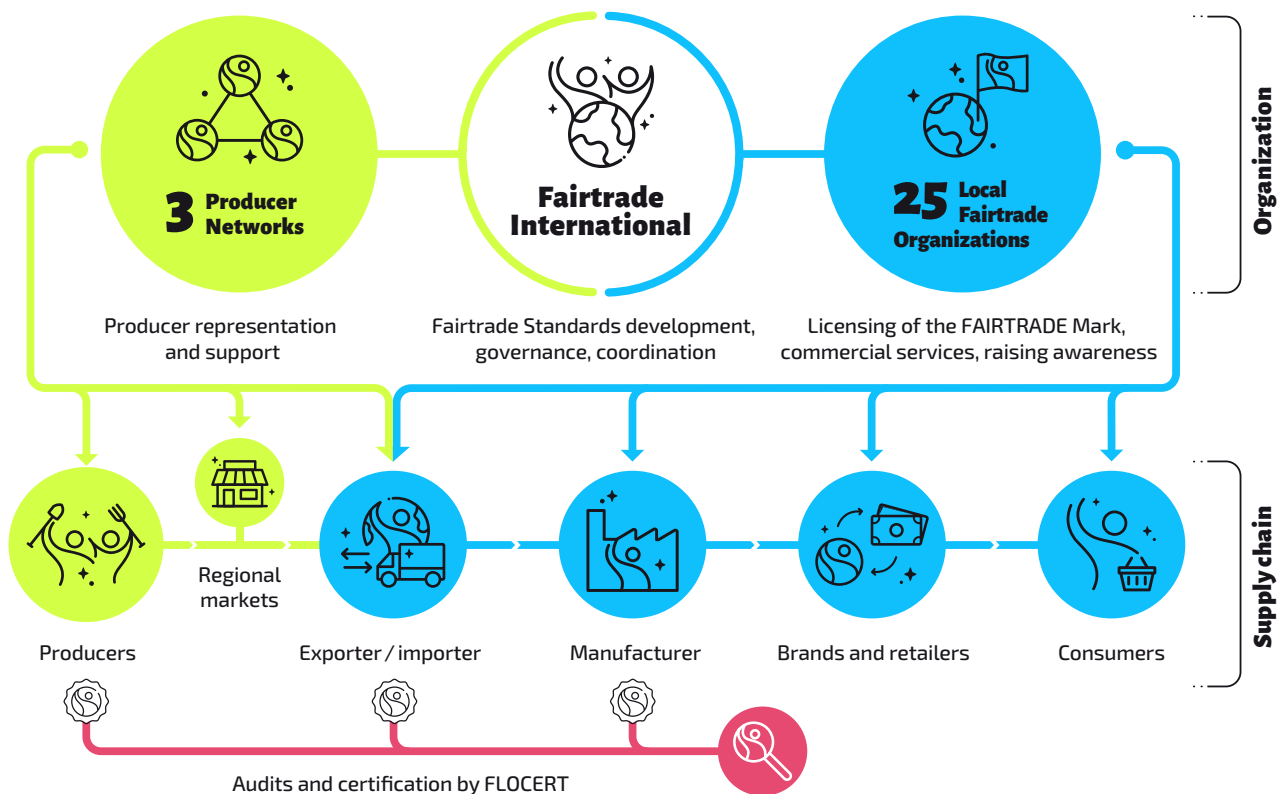 3 Producer
Networks
Fairtrade
International
25 Local
Fairtrade
Organizations
Organization
Producer representation
and support
Fairtrade Standards development,
governance, coordination
Licensing of the FAIRTRADE Mark,
commercial services, raising awareness
Regional
markets
Supply chain
Producers
Exporter / importer
Manufacturer
Brands and retailers
Consumers
Audits and certification by FLOCERT